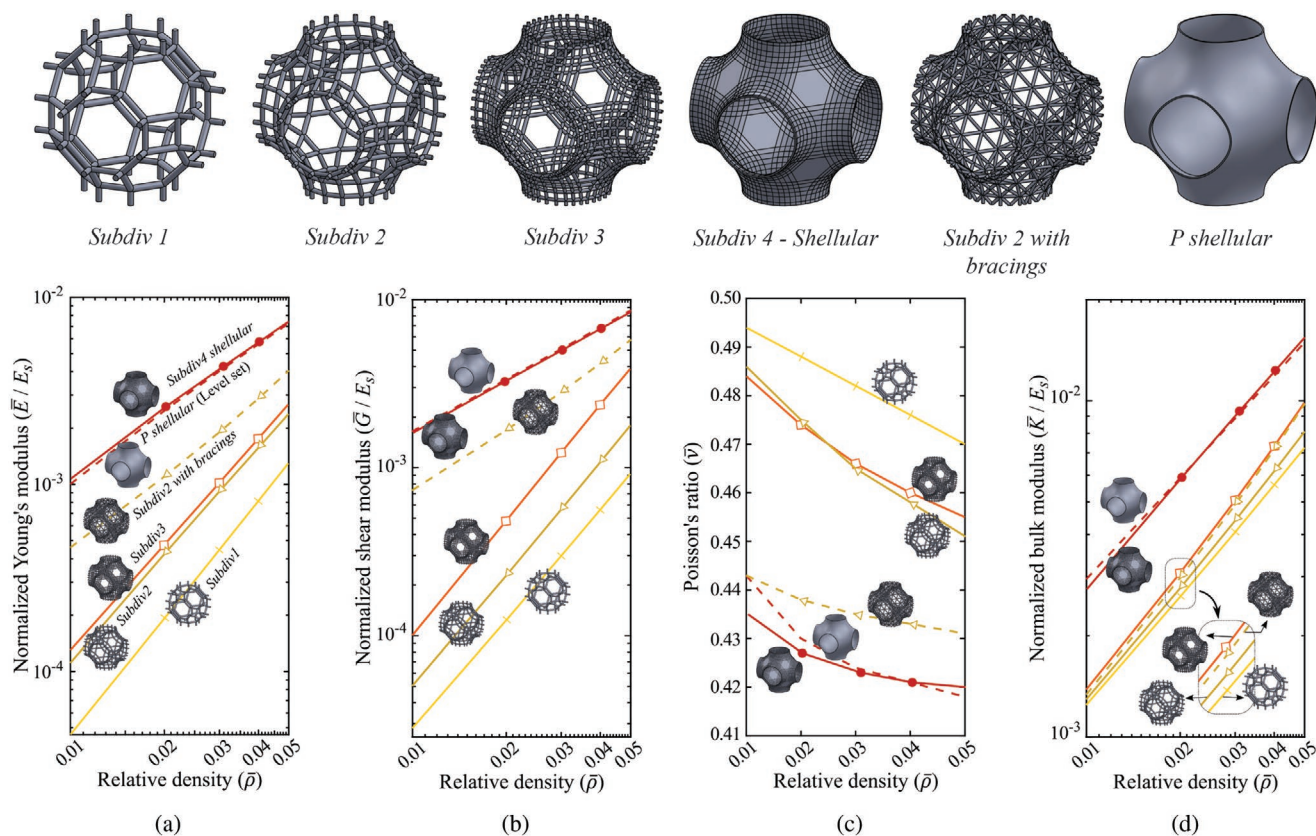 Subdiv 1
Subdiv 2
Subdiv 3
Subdiv 4 - Shellular
Subdiv 2 with
bracings
P shellular
Normalized Young's modulus (E̅ / Eₛ)
10⁻²
10⁻³
10⁻⁴
Subdiv4 shellular
P shellular (Level set)
Subdiv2 with bracings
Subdiv3
Subdiv2
Subdiv1
0.01
0.02
0.03
0.04
0.05
Relative density (ρ̅)
(a)
Normalized shear modulus (G̅ / Eₛ)
10⁻²
10⁻³
10⁻⁴
0.01
0.02
0.03
0.04
0.05
Relative density (ρ̅)
(b)
Poisson's ratio (ν̅)
0.50
0.49
0.48
0.47
0.46
0.45
0.44
0.43
0.42
0.41
0.01
0.02
0.03
0.04
0.05
Relative density (ρ̅)
(c)
Normalized bulk modulus (K̅ / Eₛ)
10⁻²
10⁻³
0.01
0.02
0.03
0.04
0.05
Relative density (ρ̅)
(d)